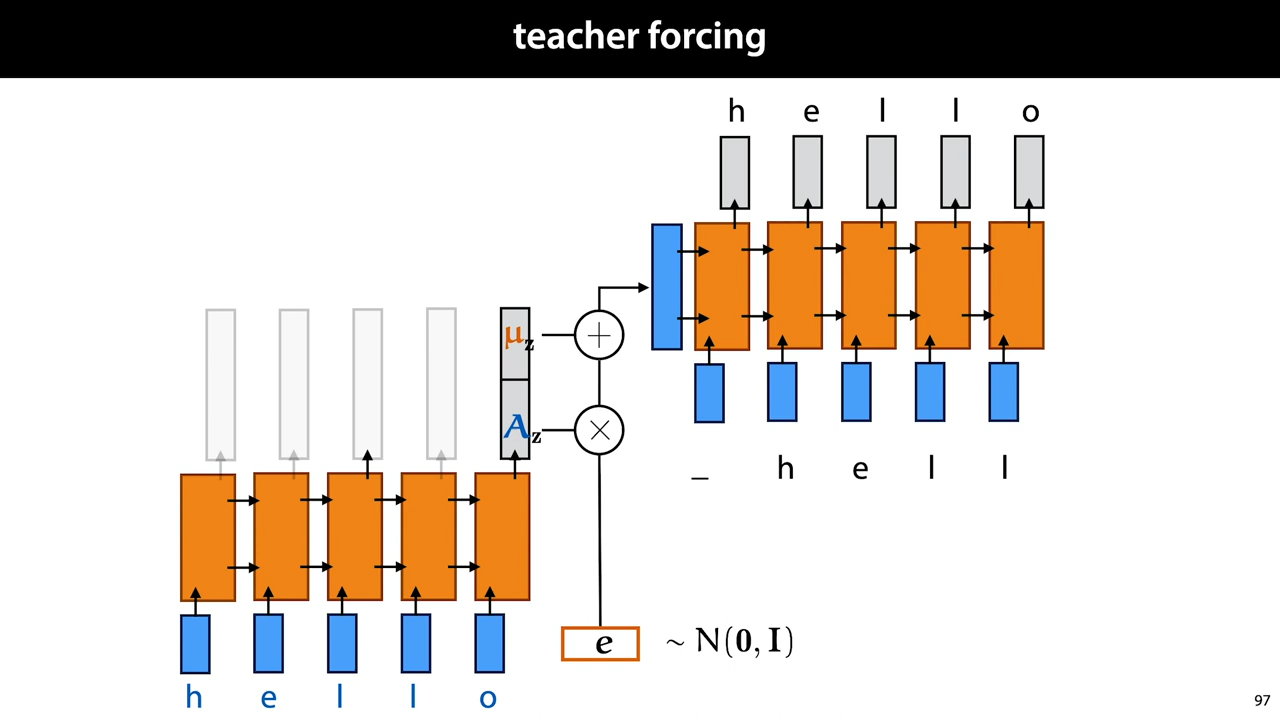 teacher forcing
h e l l o
μz
+
Az
×
_ h e l l
e ~ N(0, I)
h e l l o
97